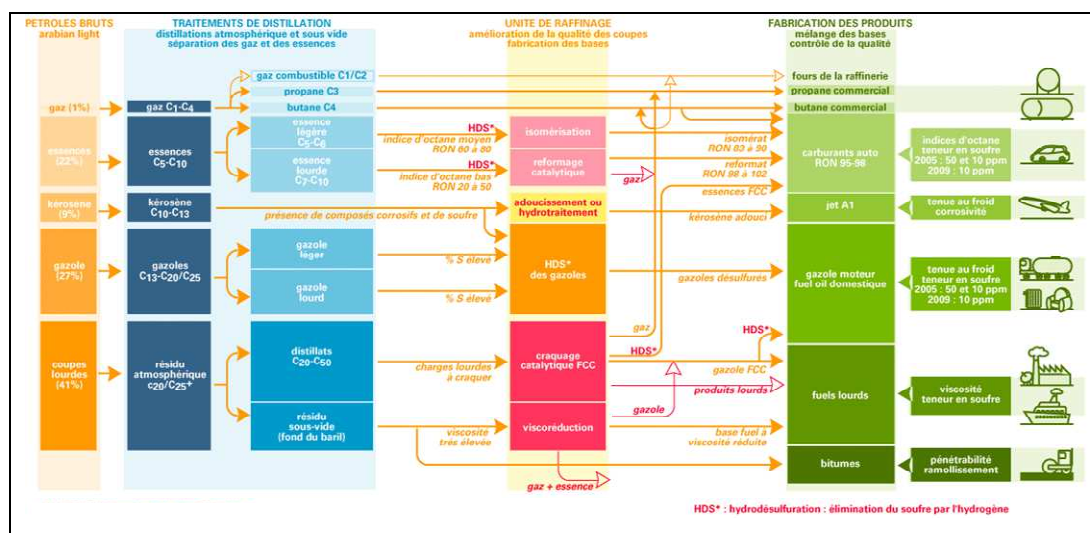 PETROLES BRUTS
arabian light
TRAITEMENTS DE DISTILLATION
distillations atmosphérique et sous vide
séparation des gaz et des essences
UNITE DE RAFFINAGE
amélioration de la qualité des coupes
fabrication des bases
FABRICATION DES PRODUITS
mélange des bases
contrôle de la qualité
gaz combustible C1/C2
fours de la raffinerie
propane C3
propane commercial
gaz (1%)
gaz C1-C4
butane C4
butane commercial
essences
(22%)
essences
C5-C10
essence
légère
C5-C6
HDS*
indice d'octane moyen
RON 60 à 80
isomérisation
isomérat
RON 83 à 90
essence
lourde
C7-C10
HDS*
indice d'octane bas
RON 20 à 50
reformage
catalytique
gaz
reformat
RON 98 à 102
essences FCC
carburants auto
RON 95-98
indices d'octane
teneur en soufre
2005 : 50 et 10 ppm
2009 : 10 ppm
kérosène
(9%)
kérosène
C10-C13
présence de composés corrosifs et de soufre
adoucissement ou
hydrotraitement
kérosène adouci
jet A1
tenue au froid
corrosivité
gazole
(27%)
gazoles
C13-C20/C25
gazole
léger
% S élevé
gazole
lourd
% S élevé
HDS*
des gazoles
gazoles désulfurés
gazole moteur
fuel oil domestique
tenue au froid
teneur en soufre
2005 : 50 et 10 ppm
2009 : 10 ppm
coupes
lourdes
(41%)
résidu
atmosphérique
c20/C25+
distillats
C20-C50
charges lourdes
à craquer
craquage
catalytique FCC
gaz
HDS*
HDS*
gazole FCC
produits lourds
fuels lourds
viscosité
teneur en soufre
résidu
sous-vide
(fond du baril)
viscosité
trés élevée
viscoréduction
gazole
base fuel à
viscosité réduite
gaz + essence
bitumes
pénétrabilité
ramollissement
HDS* : hydrodésulfuration : élimination du soufre par l'hydrogène